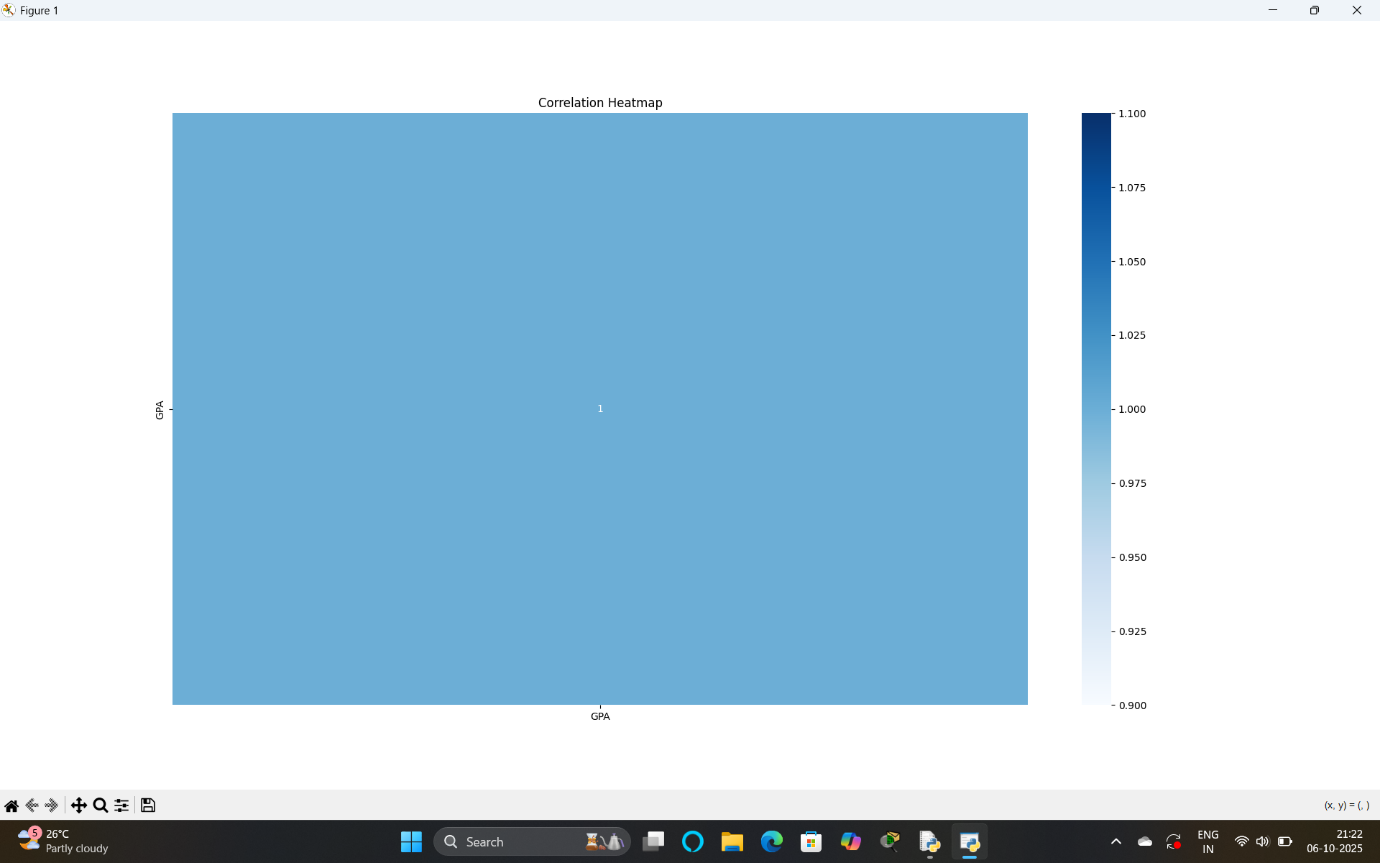 Figure 1
Correlation Heatmap
1.100
1.075
1.050
1.025
1.000
0.975
0.950
0.925
0.900
GPA
1
GPA
(x, y) = (, )
5
26°C
Partly cloudy
Search
ENG
IN
21:22
06-10-2025